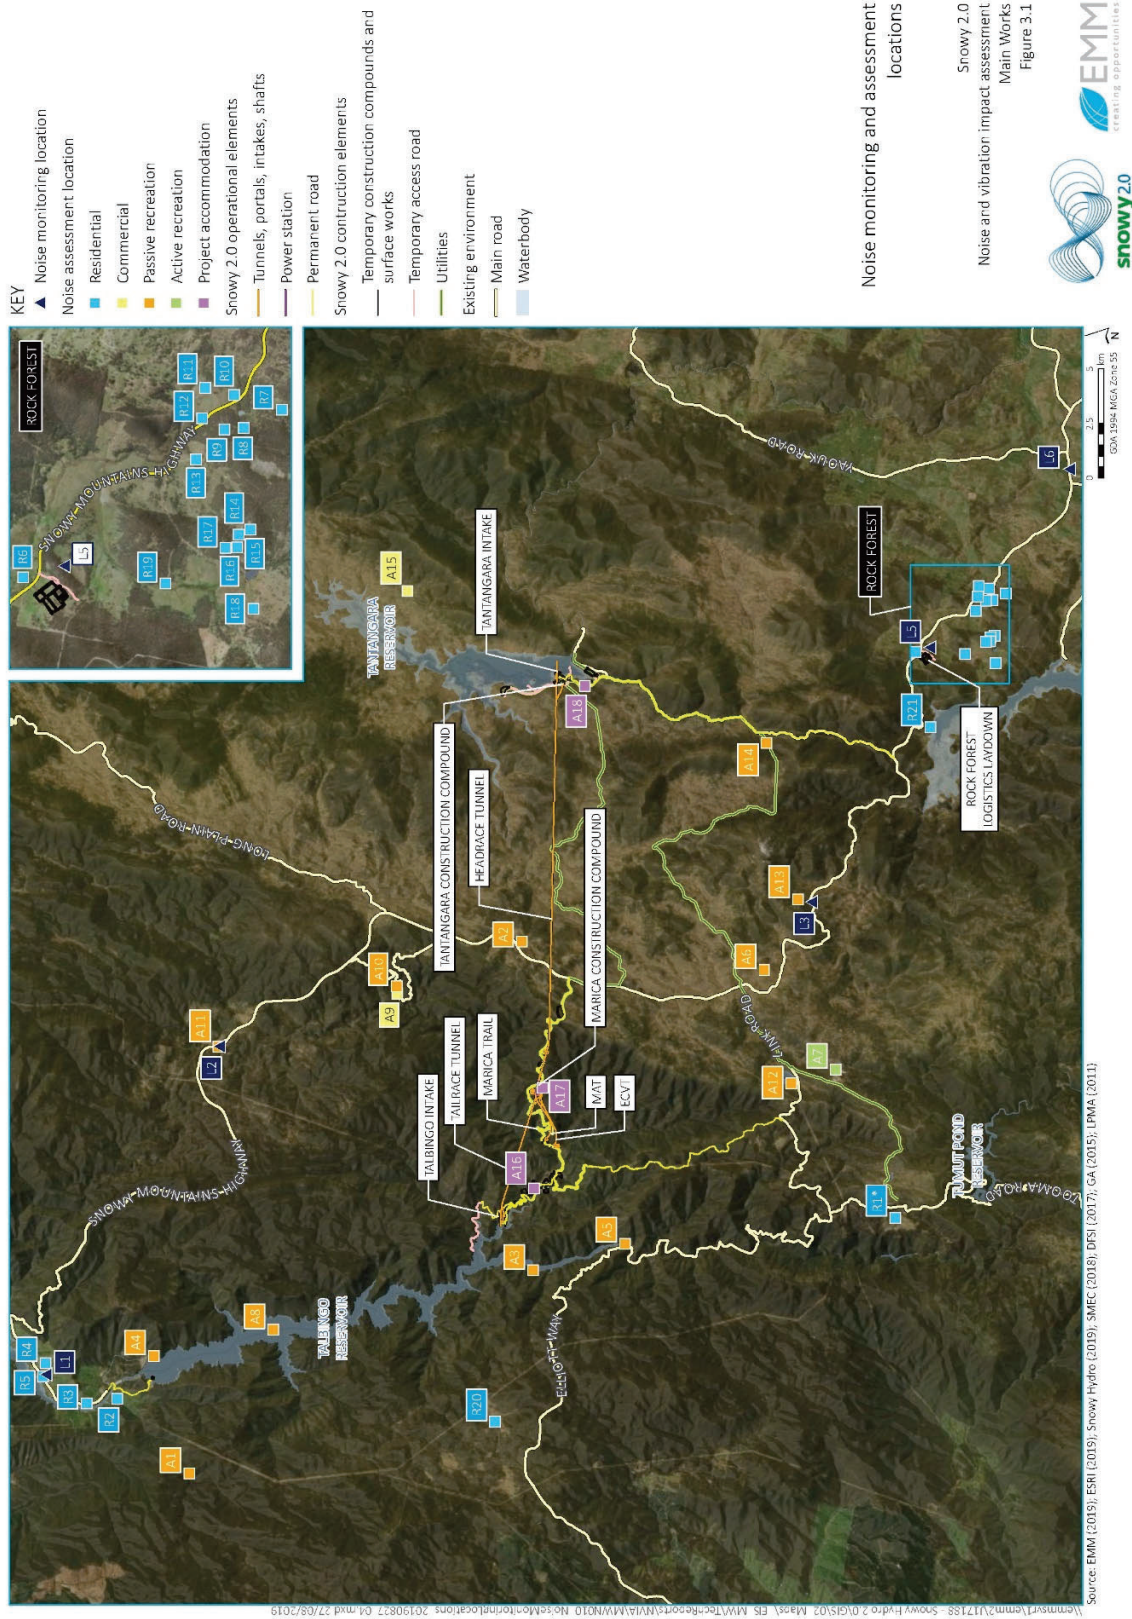 KEY
Noise monitoring location
Noise assessment location
Residential
Commercial
Passive recreation
Active recreation
Project accommodation
Snowy 2.0 operational elements
Tunnels, portals, intakes, shafts
Power station
Permanent road
Snowy 2.0 contruction elements
Temporary construction compounds and
surface works
Temporary access road
Utilities
Existing environment
Main road
Waterbody
Noise monitoring and assessment
locations
Snowy 2.0
Noise and vibration impact assessment
Main Works
Figure 3.1
snowy2.0
EMM
creating opportunities
ROCK FOREST
SNOWY MOUNTAINS HIGHWAY
R6
L5
R19
R18
R16
R17
R14
R15
R13
R9
R8
R12
R11
R10
R7
R5
R4
L1
R3
R2
A1
A4
A8
TALBINGO
RESERVOIR
SNOWY MOUNTAINS HIGHWAY
L2
A11
LONG PLAIN ROAD
A10
A9
A2
TANTANGARA
RESERVOIR
A15
TANTANGARA INTAKE
TANTANGARA CONSTRUCTION COMPOUND
HEADRACE TUNNEL
MARICA CONSTRUCTION COMPOUND
TALBINGO INTAKE
TAILRACE TUNNEL
MARICA TRAIL
MAT
ECVT
A16
A17
A18
A3
A5
R20
ELLIOTT WAY
LINK ROAD
A6
A7
A12
A13
L3
A14
YAOUK ROAD
R1*
TUMUT POND
RESERVOIR
TOOMA ROAD
R21
L5
ROCK FOREST
ROCK FOREST
LOGISTICS LAYDOWN
L6
0 2.5 5
km
GDA 1994 MGA Zone 55
N
Source: EMM (2019); ESRI (2019); Snowy Hydro (2019); SMEC (2018); DFSI (2017); GA (2015); LPMA (2011)